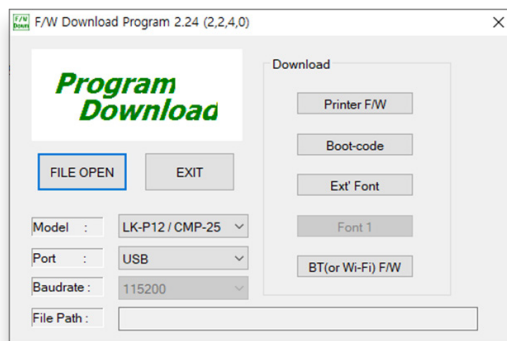 F/W Download Program 2.24 (2,2,4,0)
Program
Download
FILE OPEN
EXIT
Model :
LK-P12 / CMP-25
Port :
USB
Baudrate :
115200
File Path :
Download
Printer F/W
Boot-code
Ext' Font
Font 1
BT(or Wi-Fi) F/W